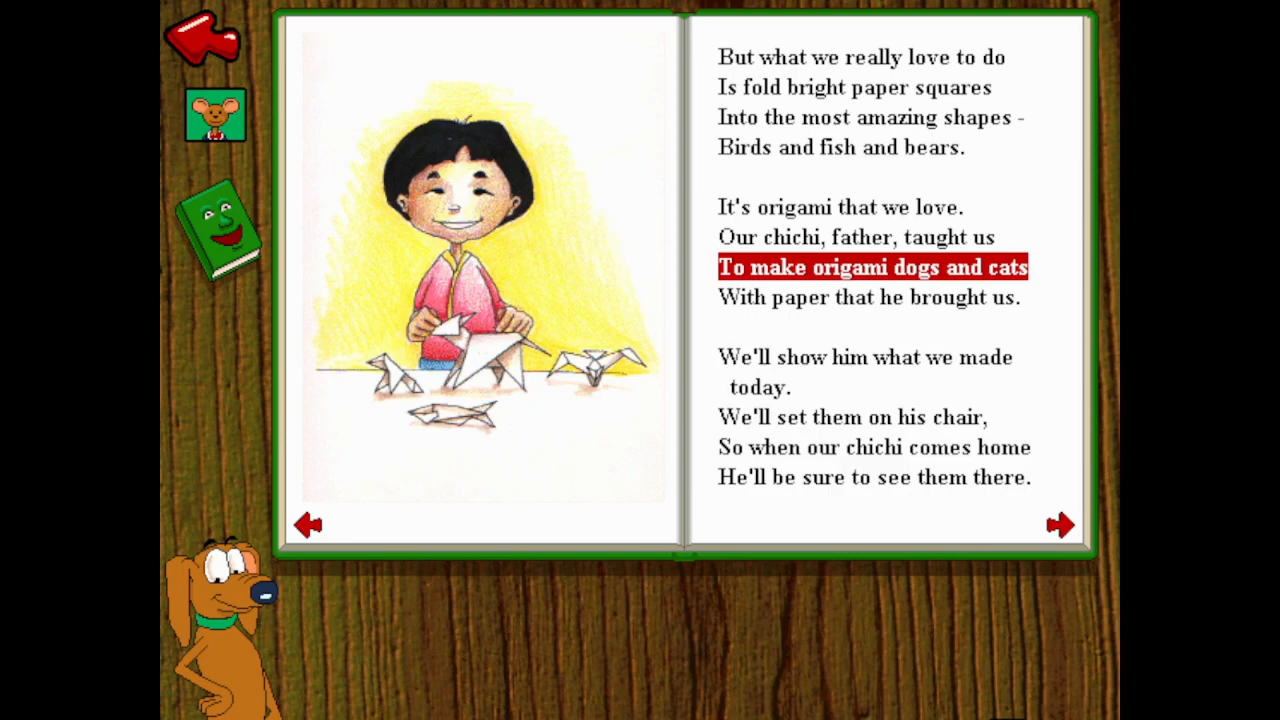 But what we really love to do
Is fold bright paper squares
Into the most amazing shapes -
Birds and fish and bears.
It's origami that we love.
Our chichi, father, taught us
To make origami dogs and cats
With paper that he brought us.
We'll show him what we made
today.
We'll set them on his chair,
So when our chichi comes home
He'll be sure to see them there.